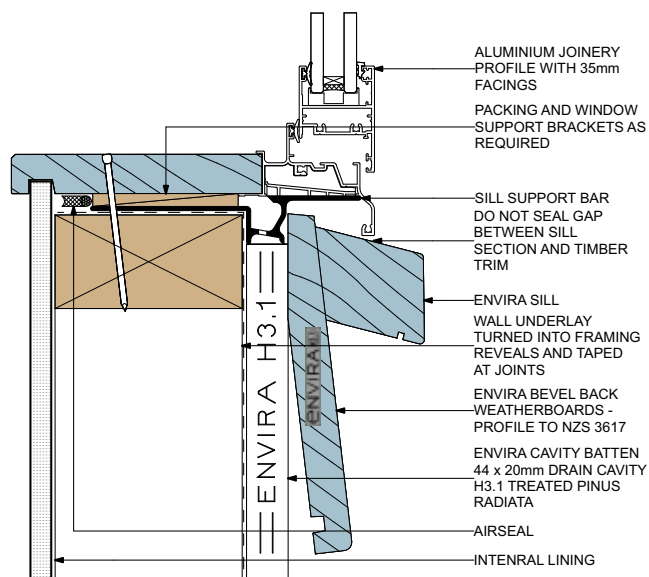 ALUMINIUM JOINERY
PROFILE WITH 35mm
FACINGS
PACKING AND WINDOW
SUPPORT BRACKETS AS
REQUIRED
SILL SUPPORT BAR
DO NOT SEAL GAP
BETWEEN SILL
SECTION AND TIMBER
TRIM
ENVIRA SILL
WALL UNDERLAY
TURNED INTO FRAMING
REVEALS AND TAPED
AT JOINTS
ENVIRA BEVEL BACK
WEATHERBOARDS -
PROFILE TO NZS 3617
ENVIRA CAVITY BATTEN
44 x 20mm DRAIN CAVITY
H3.1 TREATED PINUS
RADIATA
AIRSEAL
INTENRAL LINING
ENVIRA H3.1
ENVIRA